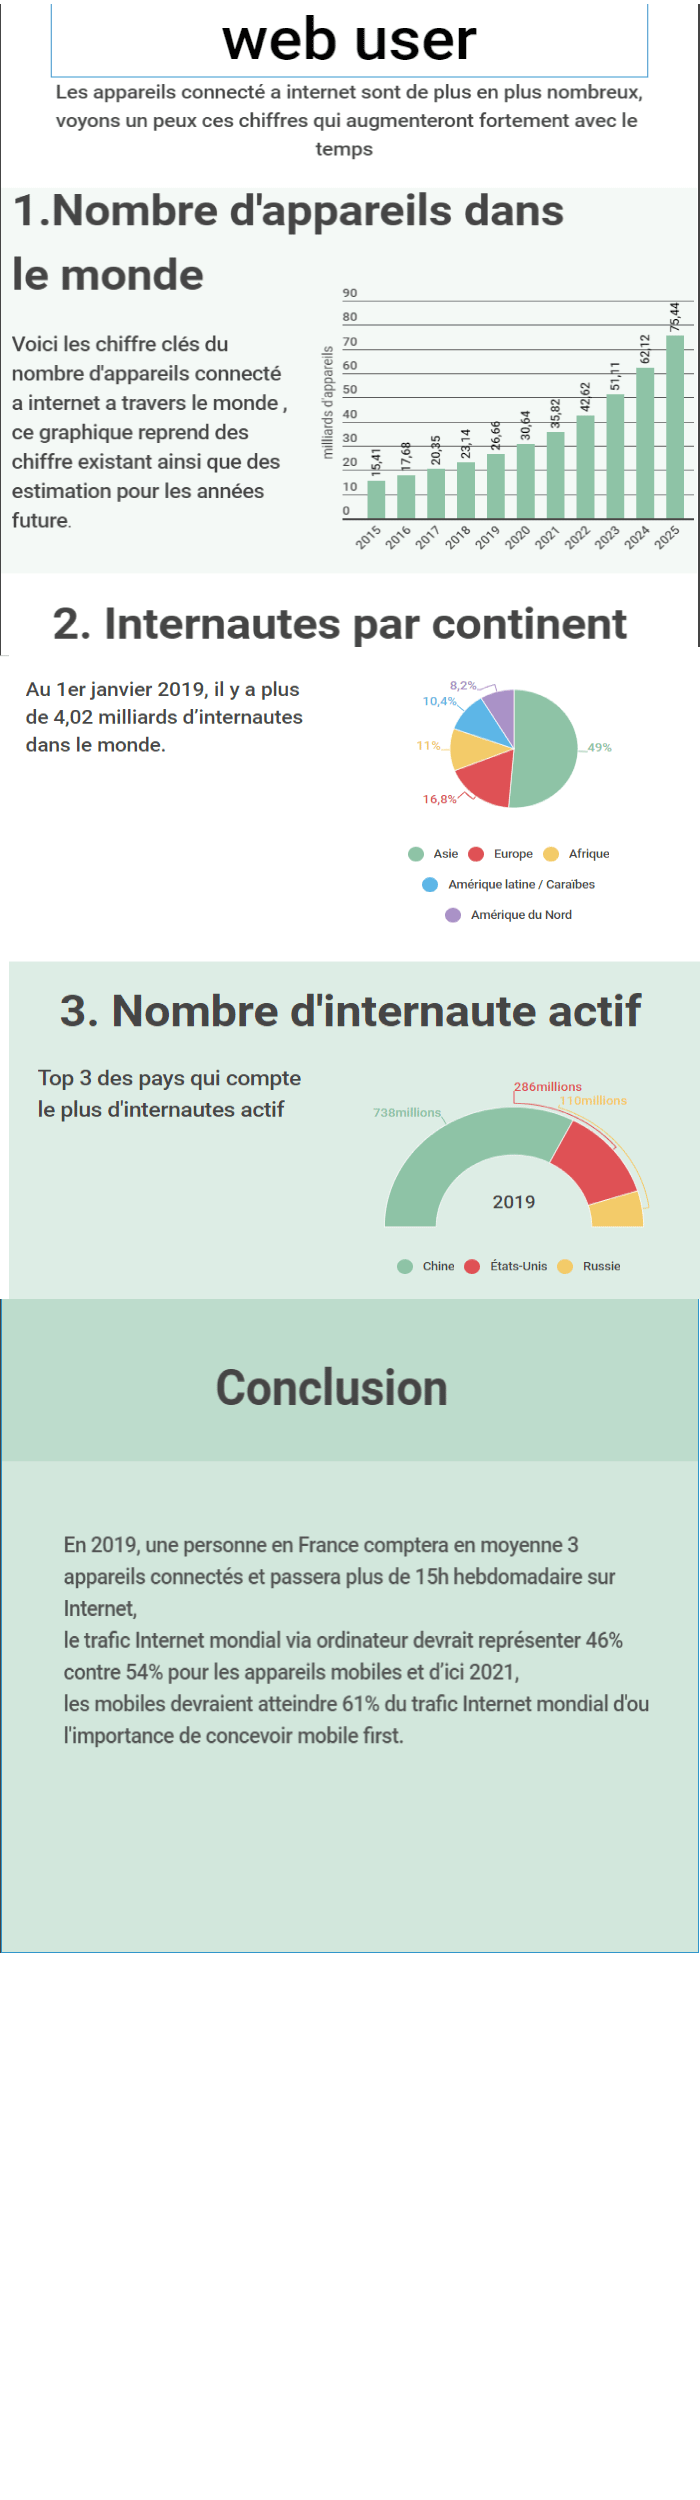 web user
Les appareils connecté a internet sont de plus en plus nombreux,
voyons un peux ces chiffres qui augmenteront fortement avec le
temps
1.Nombre d'appareils dans
le monde
Voici les chiffre clés du
nombre d'appareils connecté
a internet a travers le monde ,
ce graphique reprend des
chiffre existant ainsi que des
estimation pour les années
future.
milliards d'appareils
90
80
70
60
50
40
30
20
10
0
15,41
17,68
20,35
23,14
26,66
30,64
35,82
42,62
51,11
62,12
75,44
2015
2016
2017
2018
2019
2020
2021
2022
2023
2024
2025
2. Internautes par continent
Au 1er janvier 2019, il y a plus
de 4,02 milliards d’internautes
dans le monde.
8,2%
10,4%
11%
49%
16,8%
Asie Europe Afrique
Amérique latine / Caraïbes
Amérique du Nord
3. Nombre d'internaute actif
Top 3 des pays qui compte
le plus d'internautes actif
286millions
110millions
738millions
2019
Chine États-Unis Russie
Conclusion
En 2019, une personne en France comptera en moyenne 3
appareils connectés et passera plus de 15h hebdomadaire sur
Internet,
le trafic Internet mondial via ordinateur devrait représenter 46%
contre 54% pour les appareils mobiles et d’ici 2021,
les mobiles devraient atteindre 61% du trafic Internet mondial d'ou
l'importance de concevoir mobile first.